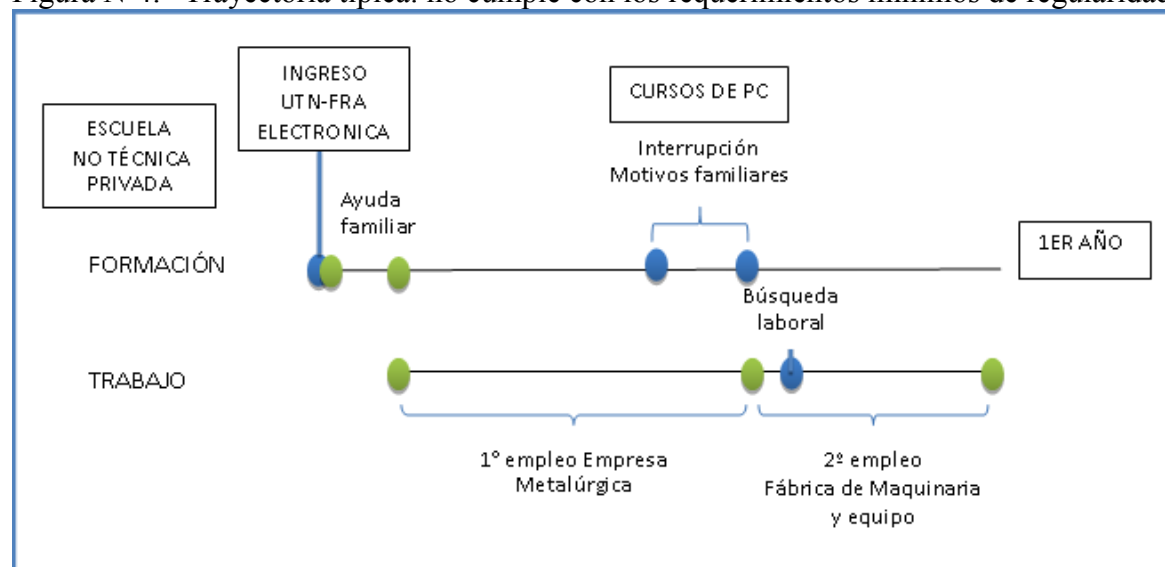 Figura N°4: Trayectoria típica: no cumple con los requerimientos mínimos de regularidad
INGRESO
UTN-FRA
ELECTRONICA
ESCUELA
NO TÉCNICA
PRIVADA
CURSOS DE PC
Interrupción
Motivos familiares
Ayuda
familiar
1ER AÑO
FORMACIÓN
Búsqueda
laboral
TRABAJO
1° empleo Empresa
Metalúrgica
2º empleo
Fábrica de Maquinaria
y equipo